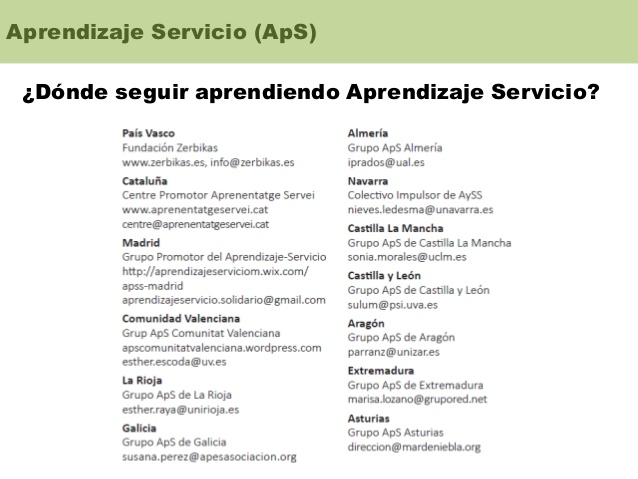 Aprendizaje Servicio (ApS)
¿Dónde seguir aprendiendo Aprendizaje Servicio?
País Vasco
Fundación Zerbikas
www.zerbikas.es, info@zerbikas.es
Cataluña
Centre Promotor Aprenentatge Servei
www.aprenentatgeservei.cat
centre@aprenentatgeservei.cat
Madrid
Grupo Promotor del Aprendizaje-Servicio
http://aprendizajeserviciom.wix.com/
apss-madrid
aprendizajeservicio.solidario@gmail.com
Comunidad Valenciana
Grup ApS Comunitat Valenciana
apscomunitatvalenciana.wordpress.com
esther.escoda@uv.es
La Rioja
Grupo ApS de La Rioja
esther.raya@unirioja.es
Galicia
Grupo ApS de Galicia
susana.perez@apesasociacion.org
Almería
Grupo ApS Almería
iprados@ual.es
Navarra
Colectivo Impulsor de AySS
nieves.ledesma@unavarra.es
Castilla La Mancha
Grupo ApS de Castilla La Mancha
sonia.morales@uclm.es
Castilla y León
Grupo ApS de Castilla y León
sulum@psi.uva.es
Aragón
Grupo ApS de Aragón
parranz@unizar.es
Extremadura
Grupo ApS de Extremadura
marisa.lozano@grupored.net
Asturias
Grupo ApS Asturias
direccion@mardeniebla.org